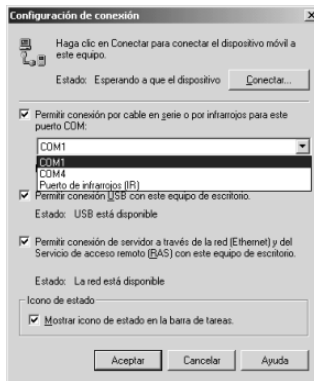 Configuración de conexión
Haga clic en Conectar para conectar el dispositivo móvil a
este equipo.
Estado: Esperando a que el dispositivo
Conectar...
Permitir conexión por cable en serie o por infrarrojos para este
puerto COM:
COM1
COM1
COM4
Puerto de infrarrojos (IR)
Permitir conexión USB con este equipo de escritorio.
Estado: USB está disponible
Permitir conexión de servidor a través de la red (Ethernet) y del
Servicio de acceso remoto (RAS) con este equipo de escritorio.
Estado: La red está disponible
Icono de estado
Mostrar icono de estado en la barra de tareas.
Aceptar Cancelar Ayuda